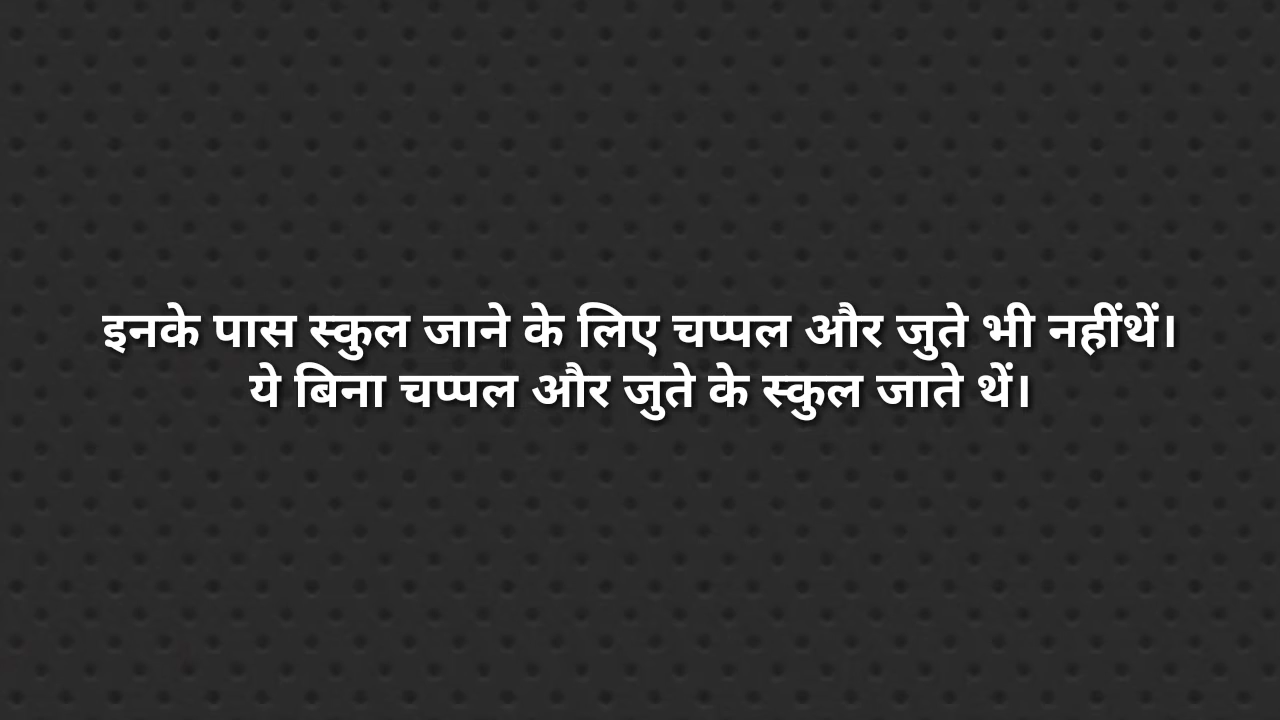 इनके पास स्कुल जाने के लिए चप्पल और जुते भी नहींथें।
ये बिना चप्पल और जुते के स्कुल जाते थें।